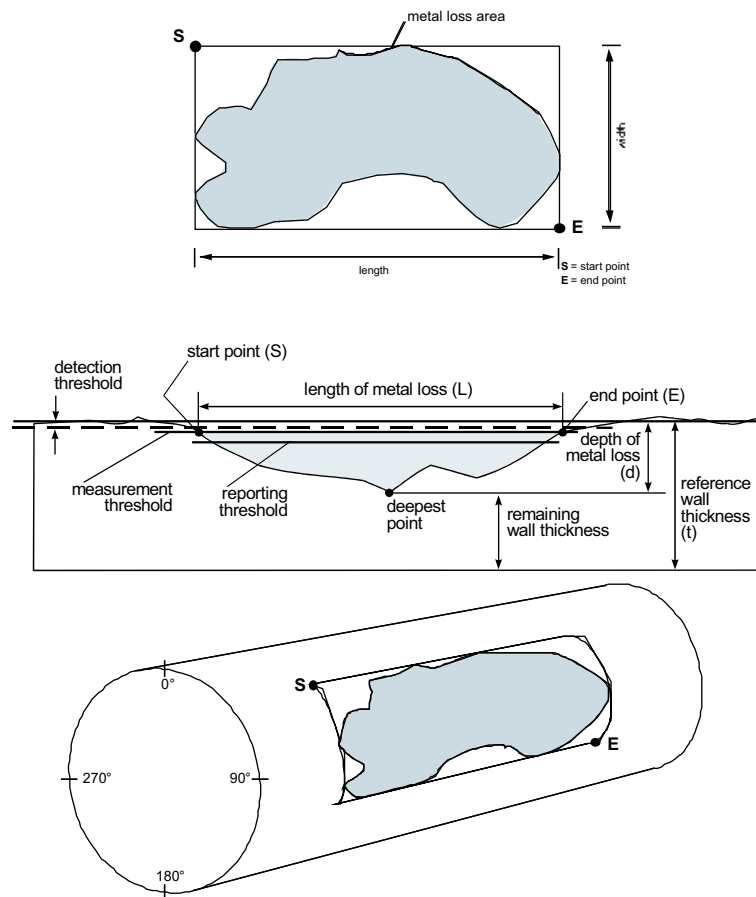 metal loss area
S
width
E
length
S = start point
E = end point
start point (S)
detection
threshold
length of metal loss (L)
end point (E)
depth of
metal loss
(d)
measurement
threshold
reporting
threshold
deepest
point
remaining
wall thickness
reference
wall
thickness
(t)
0°
S
E
270°
90°
180°